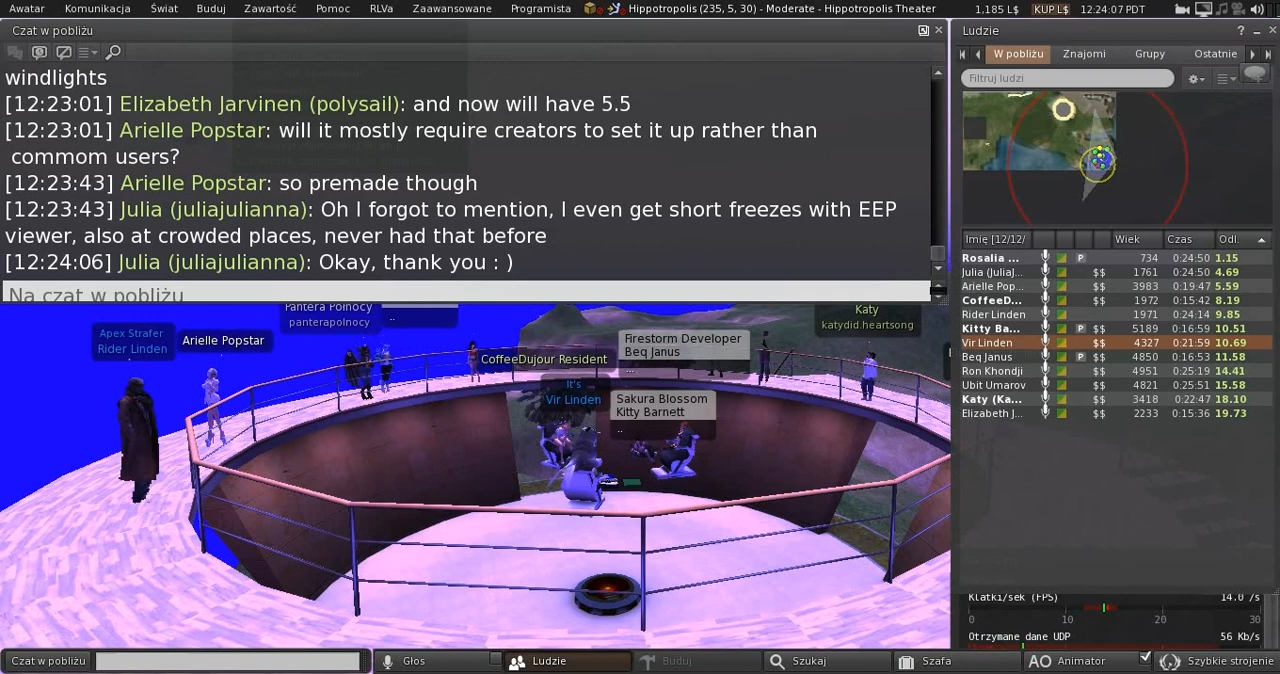 Awatar Komunikacja Świat Buduj Zawartość Pomoc RLVa Zaawansowane Programista Hippotropolis (235, 5, 30) - Moderate - Hippotropolis Theater 1,185 L$ KUP L$ 12:24:07 PDT
Czat w pobliżu
windlights
[12:23:01] Elizabeth Jarvinen (polysail): and now will have 5.5
[12:23:01] Arielle Popstar: will it mostly require creators to set it up rather than
commom users?
[12:23:43] Arielle Popstar: so premade though
[12:23:43] Julia (juliajulianna): Oh I forgot to mention, I even get short freezes with EEP
viewer, also at crowded places, never had that before
[12:24:06] Julia (juliajulianna): Okay, thank you : )
Na czat w pobliżu
Pantera Północy
panterapolnocy
..
Katy
katydid.heartsong
Apex Strafer
Rider Linden
Arielle Popstar
CoffeeDujour Resident
Firestorm Developer
Beq Janus
...
It's
Vir Linden
Sakura Blossom
Kitty Barnett
..
Ludzie
W pobliżu Znajomi Grupy Ostatnie
Filtruj ludzi
Imię [12/12/ Wiek Czas Odl.
Rosalia ... P 734 0:24:50 1.15
Julia (JuliaJ... $$ 1761 0:24:50 4.69
Arielle Pop... $$ 3983 0:19:47 5.59
CoffeeD... $$ 1972 0:15:42 8.19
Rider Linden 1971 0:24:14 9.85
Kitty Ba... P $$ 5189 0:16:59 10.51
Vir Linden $$ 4327 0:21:59 10.69
Beq Janus P $$ 4850 0:16:53 11.58
Ron Khondji $$ 4951 0:25:19 14.41
Ubit Umarov $$ 4821 0:25:51 15.58
Katy (Ka... $$ 3418 0:22:47 18.10
Elizabeth J... $$ 2233 0:15:36 19.73
Klatki/sek (FPS) 14.0 /s
0 10 20 30
Otrzymane dane UDP 56 Kb/s
Czat w pobliżu Głos Ludzie Buduj Szukaj Szafa AO Animator Szybkie strojenie